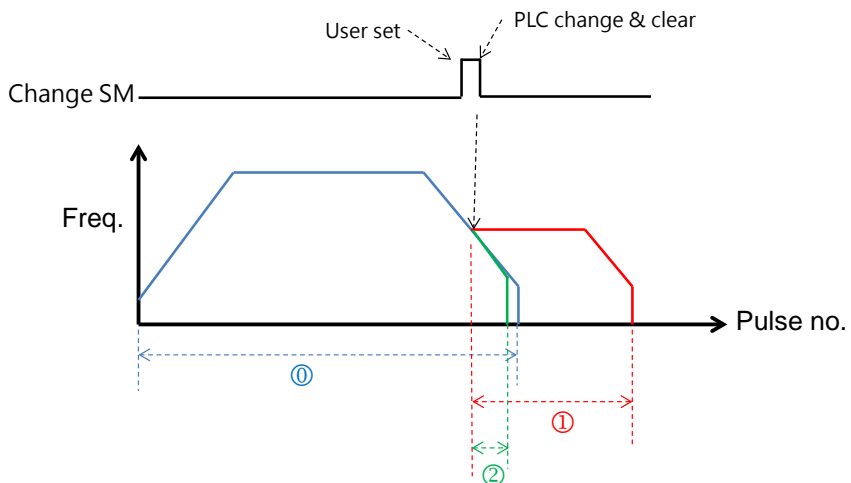 PLC change & clear
User set
Change SM
Freq.
Pulse no.
⓪
①
②